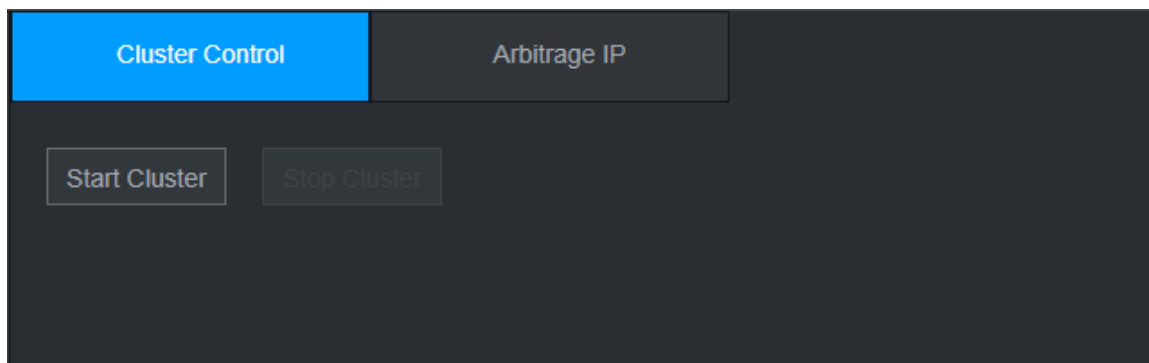 Cluster Control
Arbitrage IP
Start Cluster
Stop Cluster